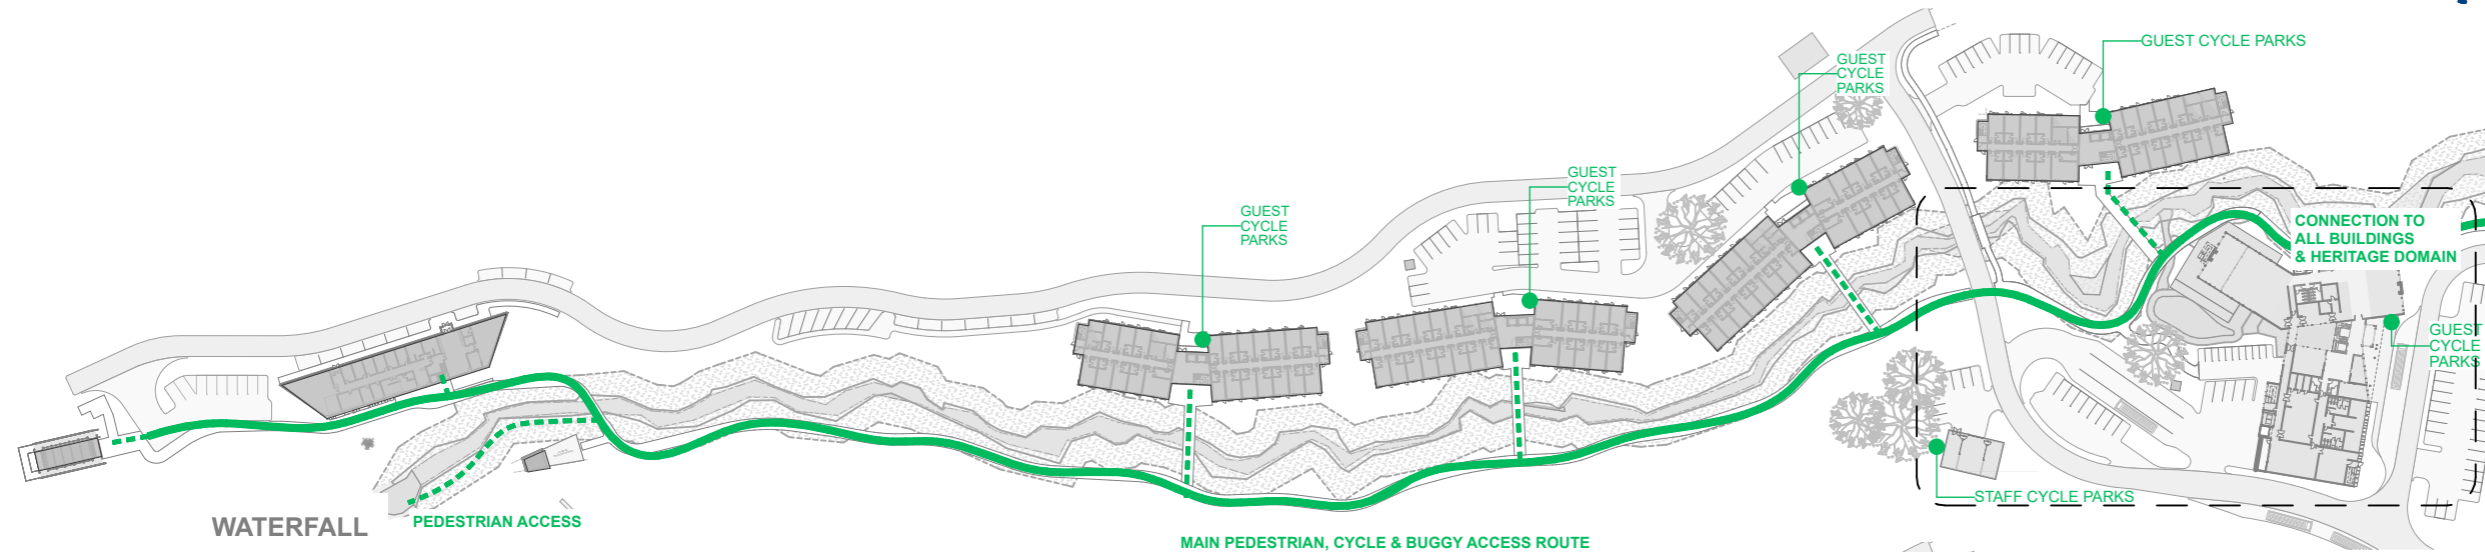 GUEST CYCLE PARKS
GUEST
CYCLE
PARKS
GUEST
CYCLE
PARKS
GUEST
CYCLE
PARKS
CONNECTION TO
ALL BUILDINGS
& HERITAGE DOMAIN
GUEST
CYCLE
PARKS
STAFF CYCLE PARKS
WATERFALL
PEDESTRIAN ACCESS
MAIN PEDESTRIAN, CYCLE & BUGGY ACCESS ROUTE